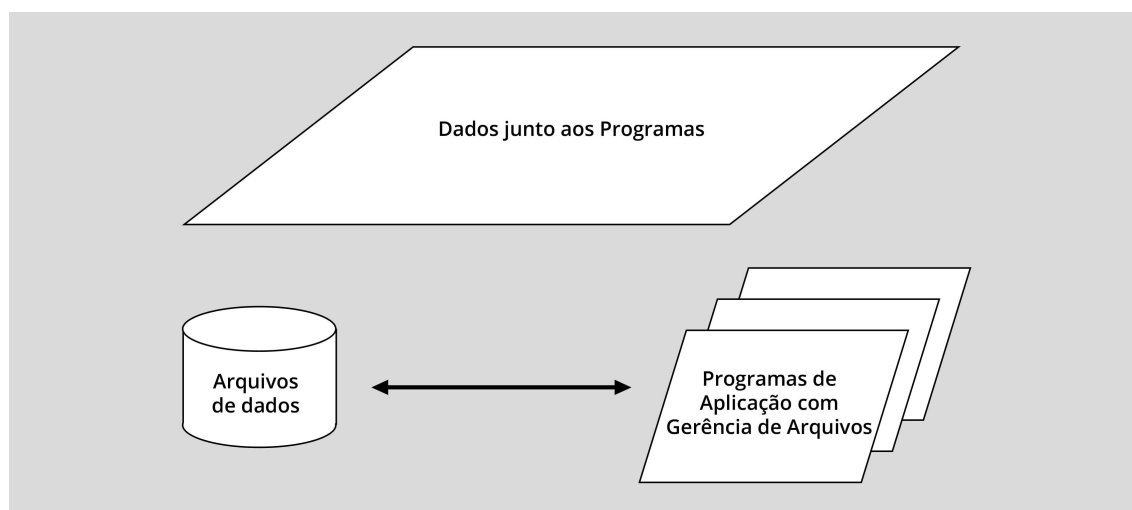 Dados junto aos Programas
Arquivos
de dados
Programas de
Aplicação com
Gerência de Arquivos